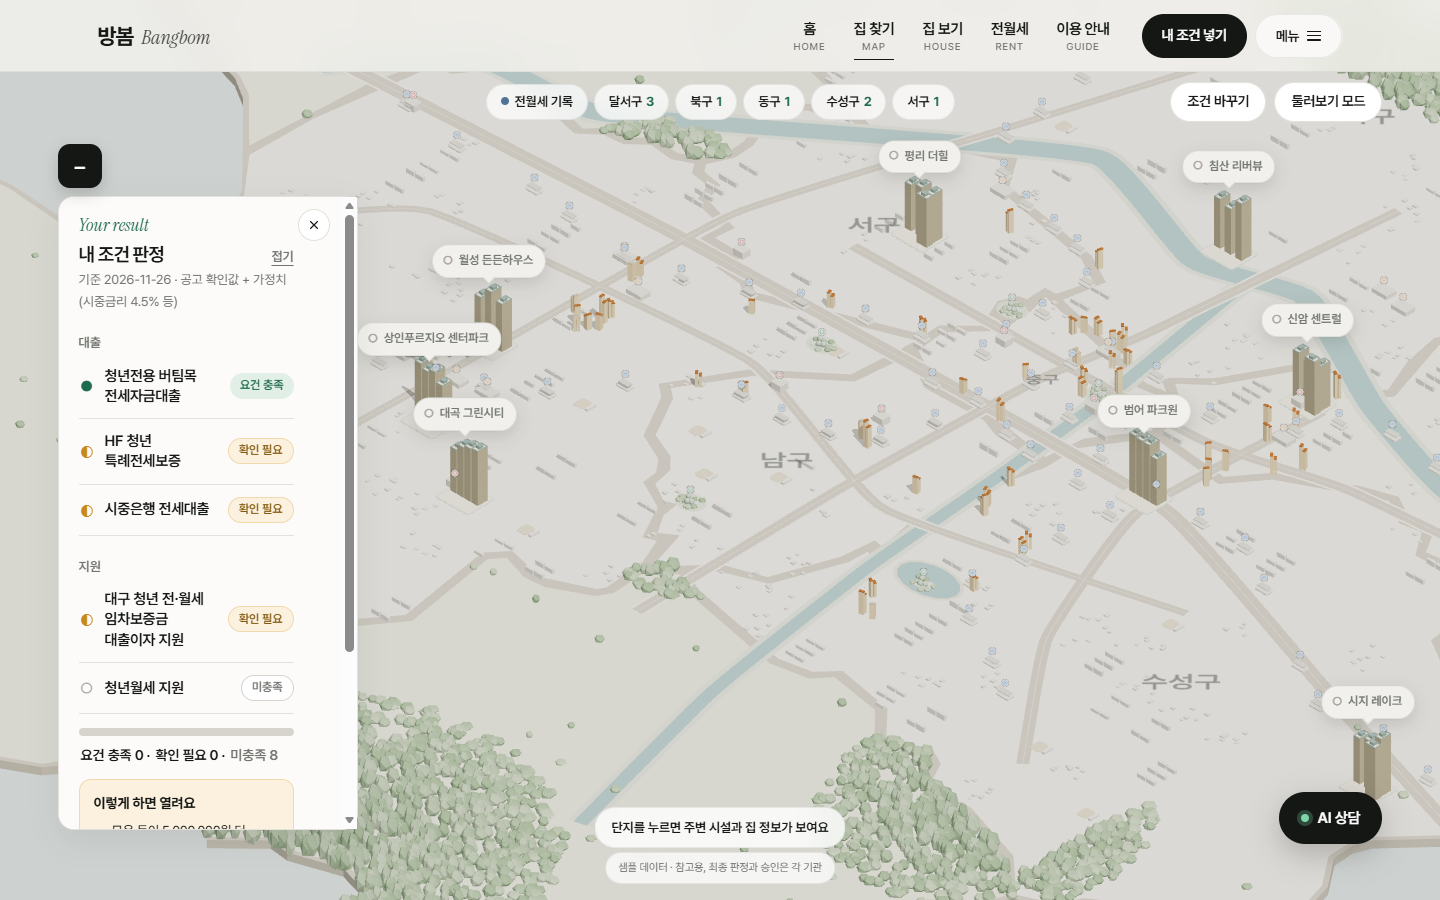 방봄 Bangbom
홈
HOME
집 찾기
MAP
집 보기
HOUSE
전월세
RENT
이용 안내
GUIDE
내 조건 넣기
메뉴
전월세 기록
달서구 3
북구 1
동구 1
수성구 2
서구 1
조건 바꾸기
둘러보기 모드
–
Your result
×
내 조건 판정
접기
기준 2026-11-26 · 공고 확인값 + 가정치
(시중금리 4.5% 등)
대출
청년전용 버팀목
전세자금대출
요건 충족
HF 청년
특례전세보증
확인 필요
시중은행 전세대출
확인 필요
지원
대구 청년 전·월세
임차보증금
대출이자 지원
확인 필요
청년월세 지원
미충족
요건 충족 0 · 확인 필요 0 · 미충족 8
이렇게 하면 열려요
평리 더힐
침산 리버뷰
서구
월성 든든하우스
상인푸르지오 센터파크
신암 센트럴
중구
대곡 그린시티
범어 파크원
남구
수성구
시지 레이크
단지를 누르면 주변 시설과 집 정보가 보여요
샘플 데이터 · 참고용, 최종 판정과 승인은 각 기관
AI 상담